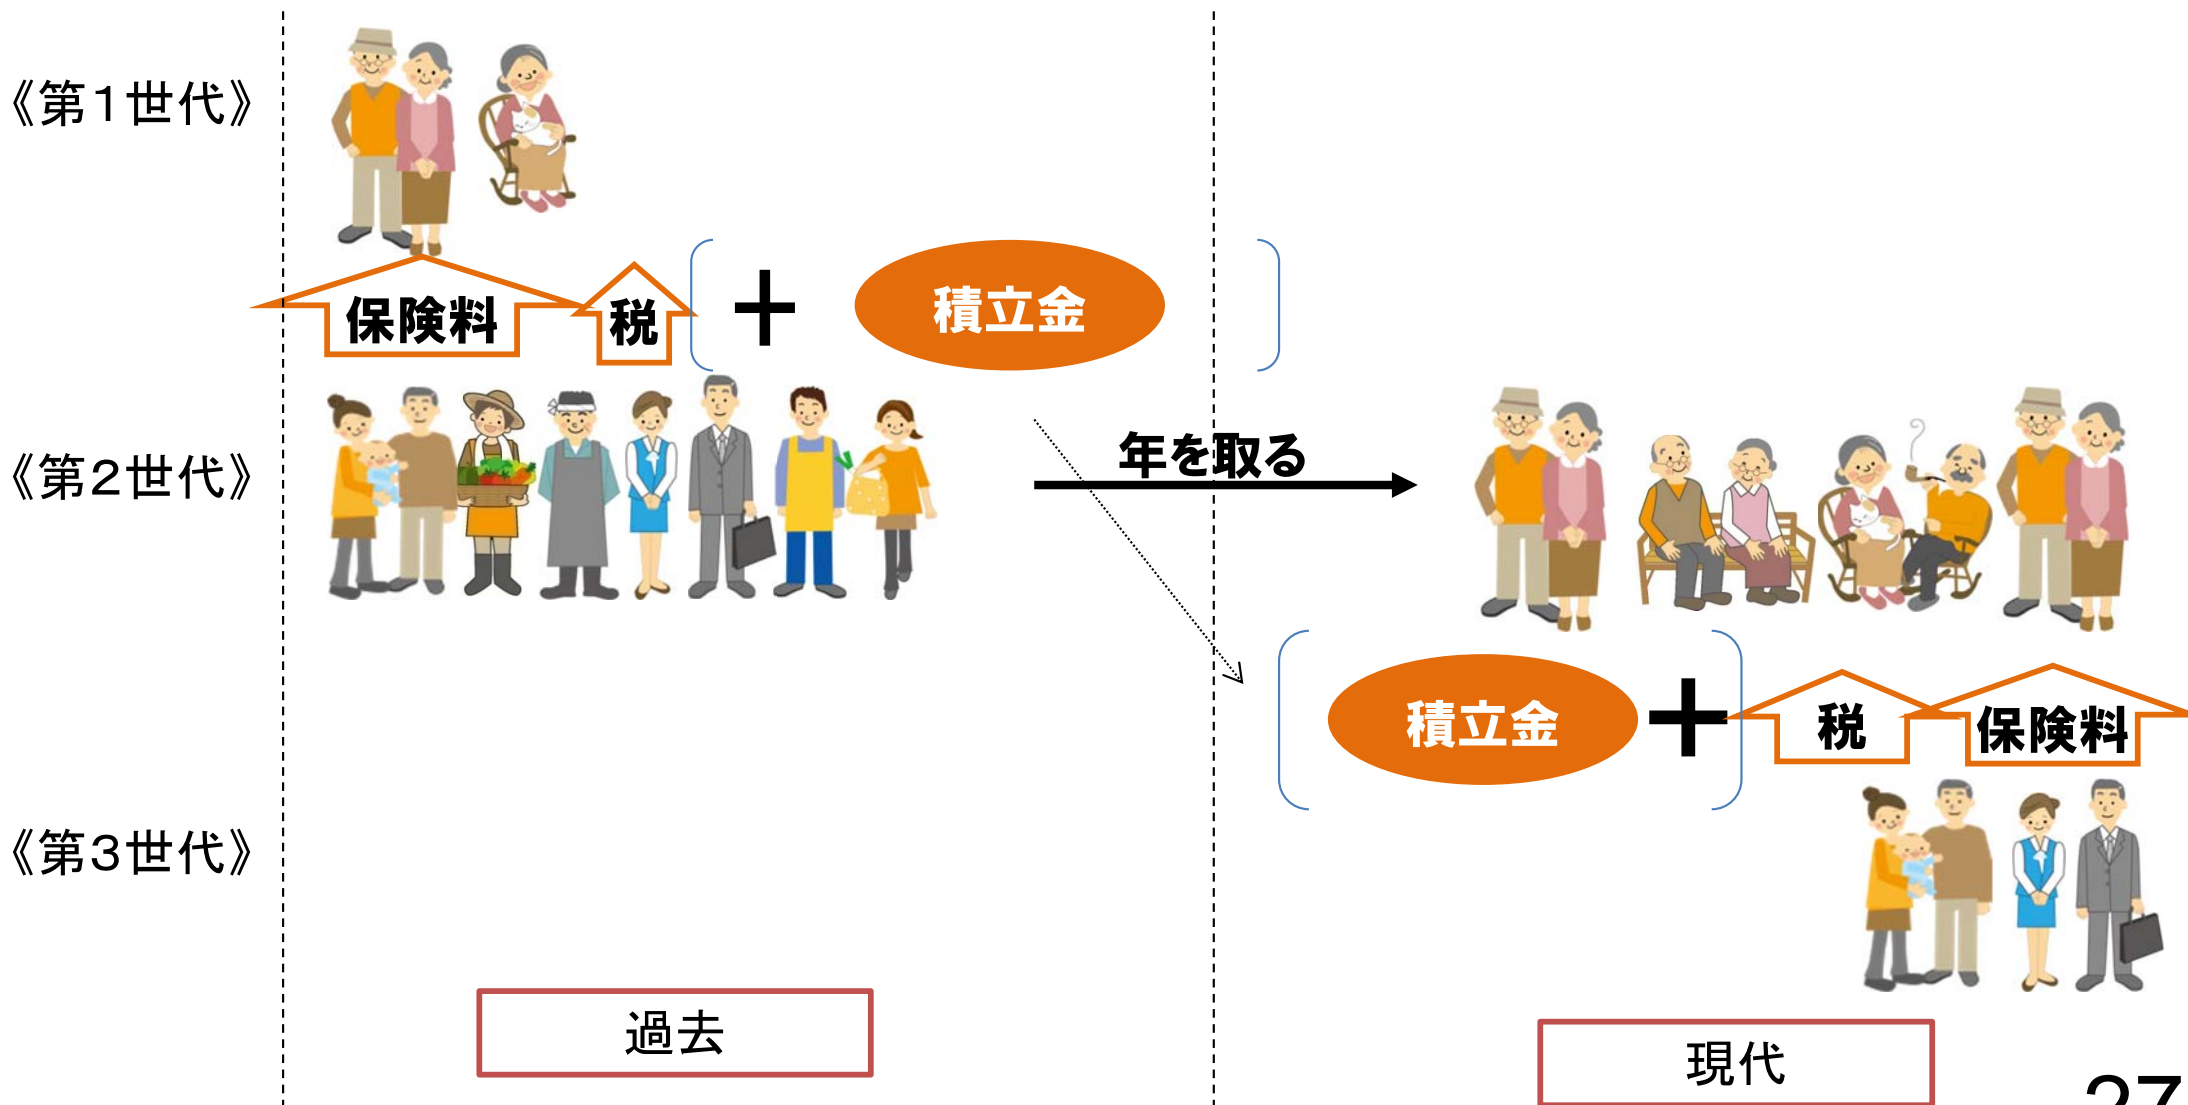 《第1世代》
保険料
税
+
積立金
《第2世代》
年を取る
積立金
+
税
保険料
《第3世代》
過去
現代
27